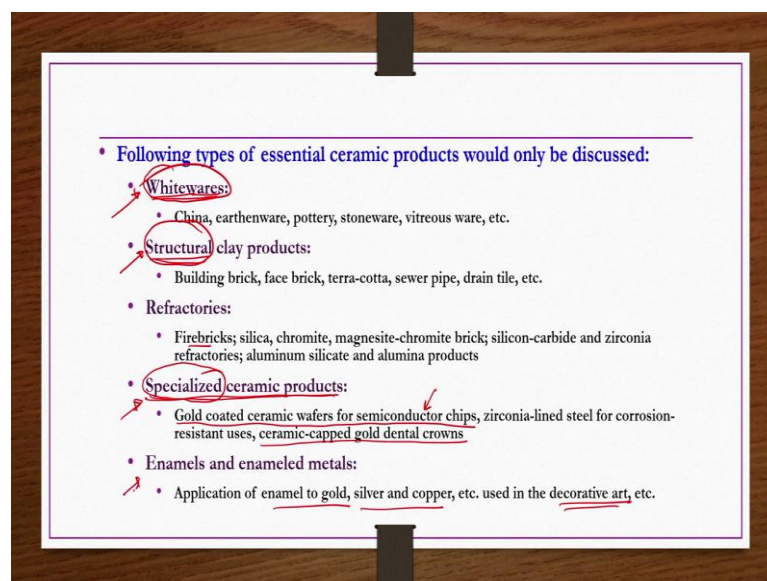 • Following types of essential ceramic products would only be discussed:
• Whitewares:
• China, earthenware, pottery, stoneware, vitreous ware, etc.
• Structural clay products:
• Building brick, face brick, terra-cotta, sewer pipe, drain tile, etc.
• Refractories:
• Firebricks; silica, chromite, magnesite-chromite brick; silicon-carbide and zirconia
refractories; aluminum silicate and alumina products
• Specialized ceramic products:
• Gold coated ceramic wafers for semiconductor chips, zirconia-lined steel for corrosion-
resistant uses, ceramic-capped gold dental crowns
• Enamels and enameled metals:
• Application of enamel to gold, silver and copper, etc. used in the decorative art, etc.